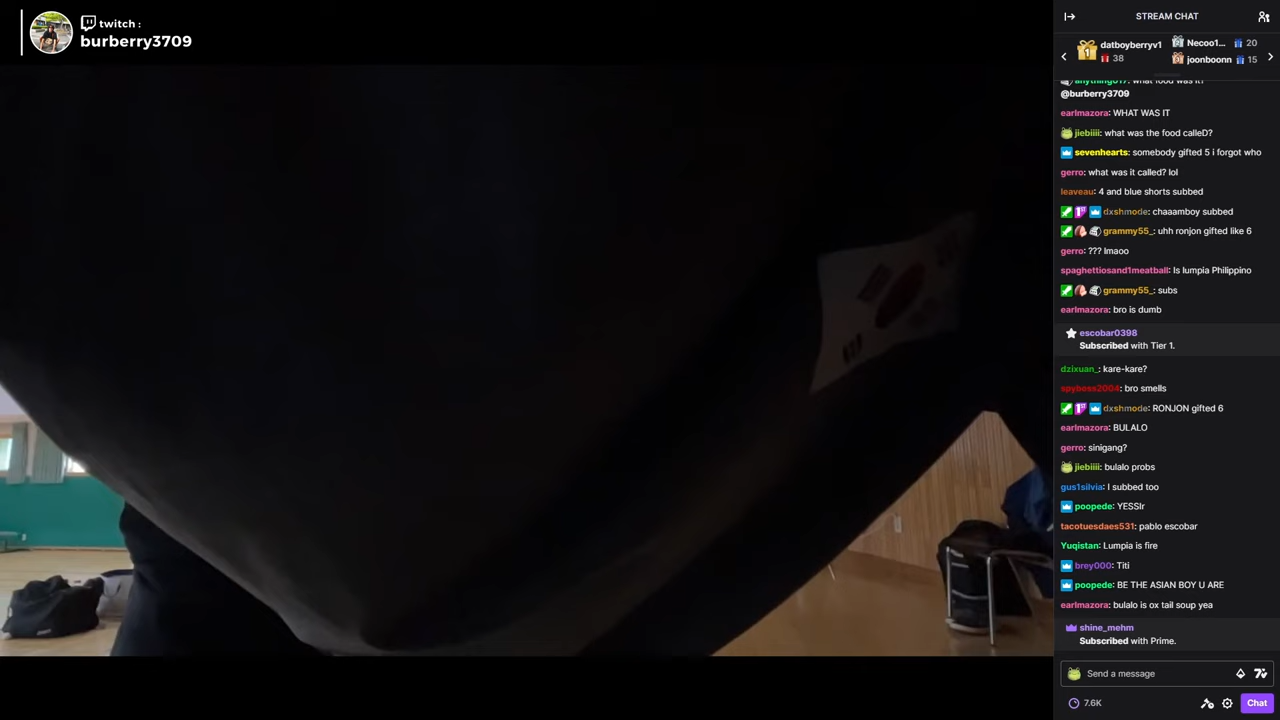 twitch :
burberry3709
STREAM CHAT
datboyberryv1
38
Necoo1... 20
joonboonn 15
anything017: what food was it?
@burberry3709
earlmazora: WHAT WAS IT
jiebiiii: what was the food calleD?
sevenhearts: somebody gifted 5 i forgot who
gerro: what was it called? lol
leaveau: 4 and blue shorts subbed
dxshmode: chaaamboy subbed
grammy55_: uhh ronjon gifted like 6
gerro: ??? lmaoo
spaghettiosand1meatball: Is lumpia Philippino
grammy55_: subs
earlmazora: bro is dumb
escobar0398
Subscribed with Tier 1.
dzixuan_: kare-kare?
spyboss2004: bro smells
dxshmode: RONJON gifted 6
earlmazora: BULALO
gerro: sinigang?
jiebiiii: bulalo probs
gus1silvia: I subbed too
poopede: YESSIr
tacotuesdaes531: pablo escobar
Yuqistan: Lumpia is fire
brey000: Titi
poopede: BE THE ASIAN BOY U ARE
earlmazora: bulalo is ox tail soup yea
shine_mehm
Subscribed with Prime.
Send a message
7.6K
Chat